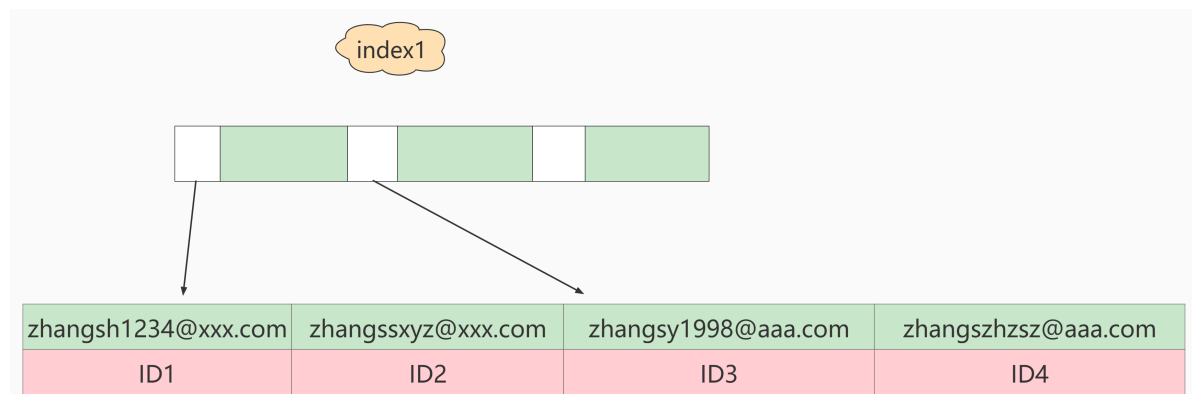 index1
zhangsh1234@xxx.com zhangssxyz@xxx.com zhangsy1998@aaa.com zhangszhzsz@aaa.com
ID1 ID2 ID3 ID4